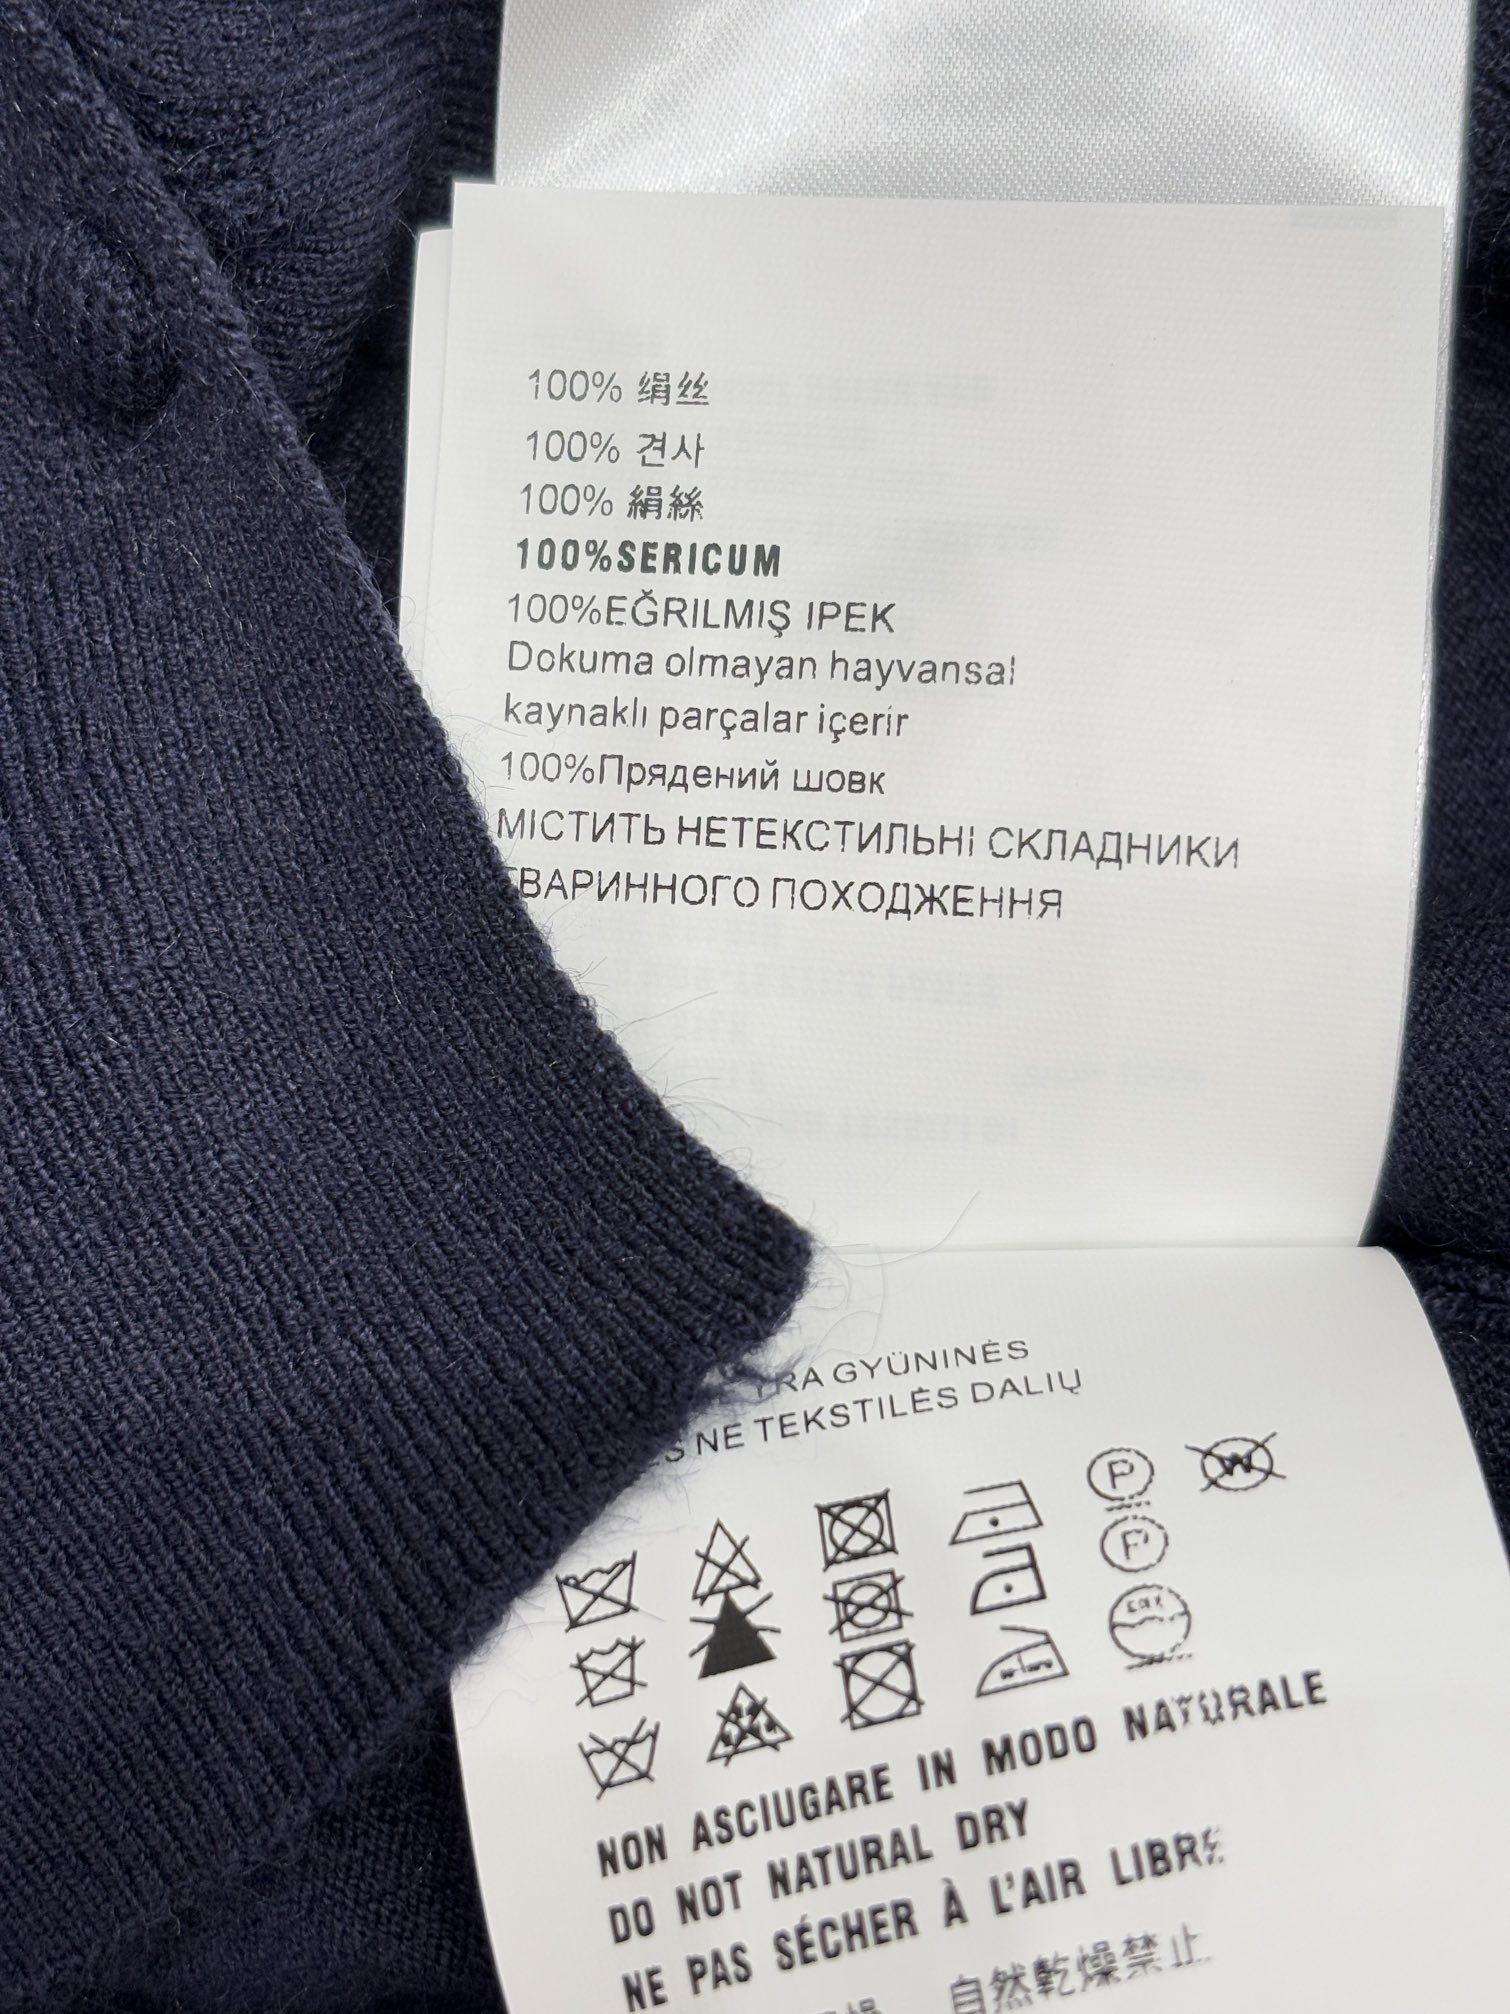 100% 绢丝
100% 견사
100% 絹絲
100%SERICUM
100%EĞRILMIŞ IPEK
Dokuma olmayan hayvansal
kaynaklı parçalar içerir
100%Прядений шовк
МІСТИТЬ НЕТЕКСТИЛЬНІ СКЛАДНИКИ
ТВАРИННОГО ПОХОДЖЕННЯ
YRA GYÜNINĖS
NE TEKSTILĖS DALIŲ
P W
F
NON ASCIUGARE IN MODO NATURALE
DO NOT NATURAL DRY
NE PAS SÉCHER À L'AIR LIBRE
自然乾燥禁止